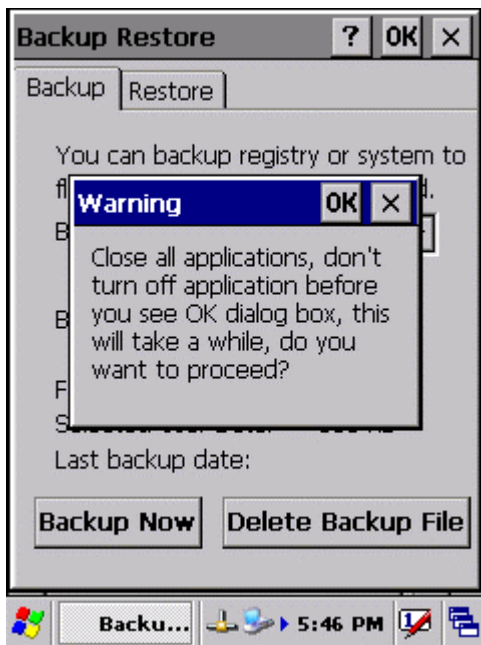 Backup Restore ? OK ×
Backup Restore
You can backup registry or system to
Warning OK ×
Close all applications, don't
turn off application before
you see OK dialog box, this
will take a while, do you
want to proceed?
Last backup date:
Backup Now Delete Backup File
Backu... 5:46 PM